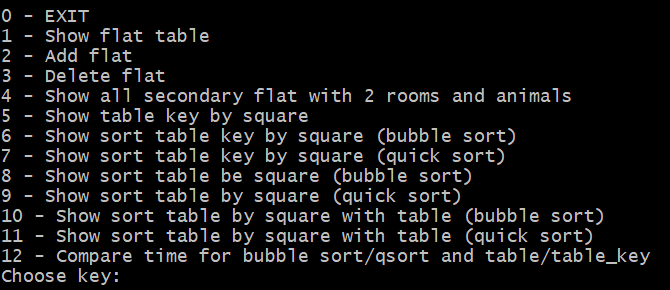 0 - EXIT
1 - Show flat table
2 - Add flat
3 - Delete flat
4 - Show all secondary flat with 2 rooms and animals
5 - Show table key by square
6 - Show sort table key by square (bubble sort)
7 - Show sort table key by square (quick sort)
8 - Show sort table be square (bubble sort)
9 - Show sort table by square (quick sort)
10 - Show sort table by square with table (bubble sort)
11 - Show sort table by square with table (quick sort)
12 - Compare time for bubble sort/qsort and table/table_key
Choose key: